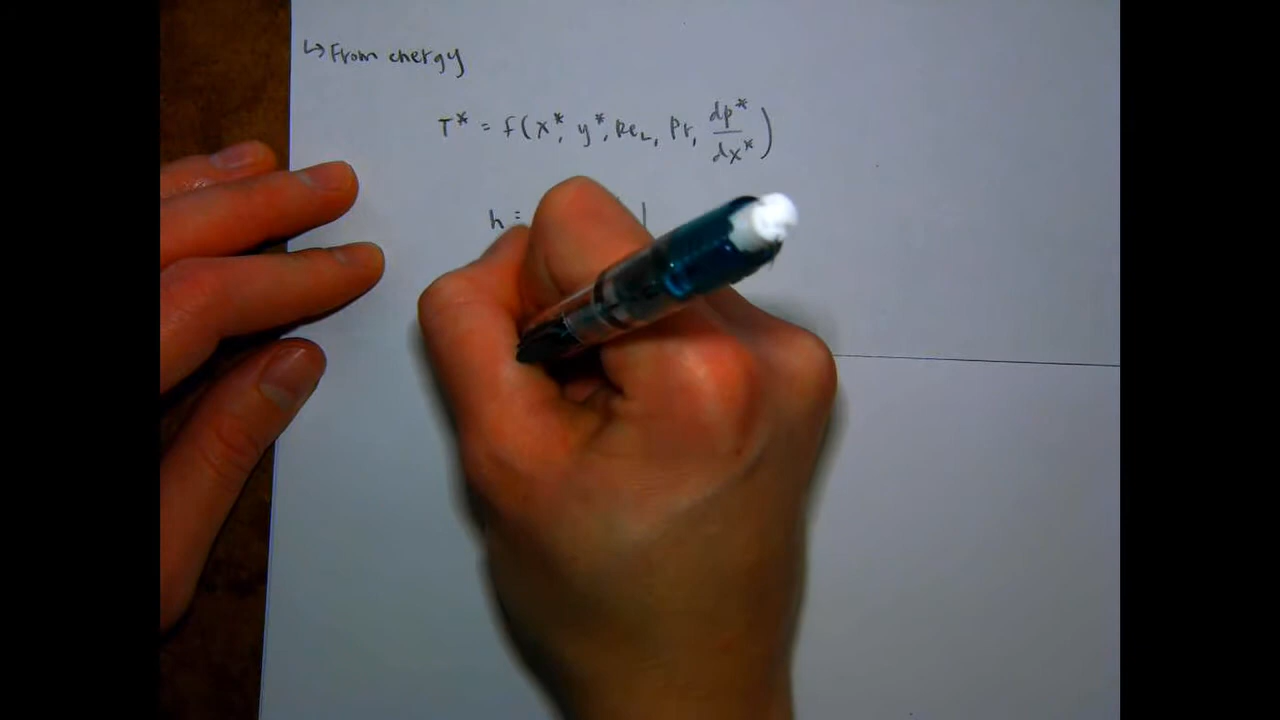 ↳ From energy
T* = f(x*, y*, Re_L, Pr, dp*/dx*)
h =